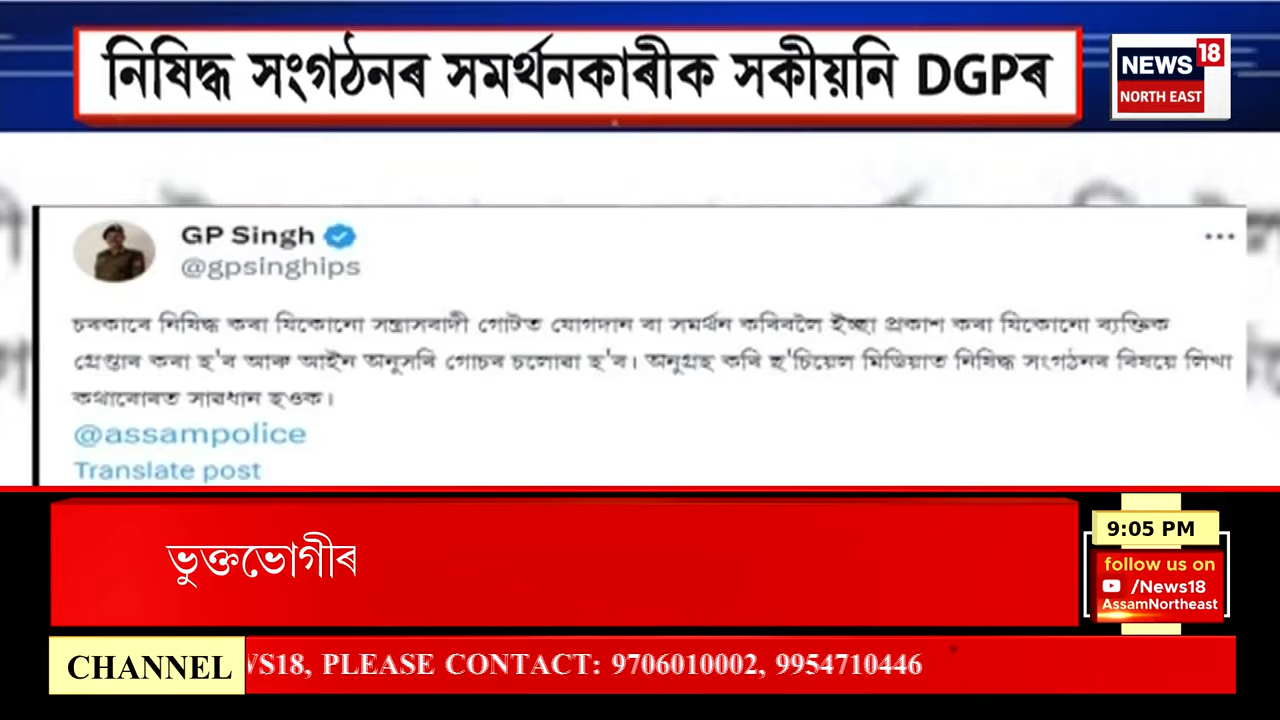 নিষিদ্ধ সংগঠনৰ সমৰ্থনকাৰীক সকীয়নি DGPৰ
NEWS 18
NORTH EAST
GP Singh
@gpsinghips
চৰকাৰে নিষিদ্ধ কৰা যিকোনো সন্ত্ৰাসবাদী গোটত যোগদান বা সমৰ্থন কৰিবলৈ ইচ্ছা প্ৰকাশ কৰা যিকোনো ব্যক্তিক
গ্ৰেপ্তাৰ কৰা হ'ব আৰু আইন অনুসৰি গোচৰ চলোৱা হ'ব। অনুগ্ৰহ কৰি ছ'চিয়েল মিডিয়াত নিষিদ্ধ সংগঠনৰ বিষয়ে লিখা
কথাবোৰত সাৱধান হওক।
@assampolice
Translate post
ভুক্তভোগীৰ
9:05 PM
follow us on
/News18
AssamNortheast
CHANNEL WS18, PLEASE CONTACT: 9706010002, 9954710446